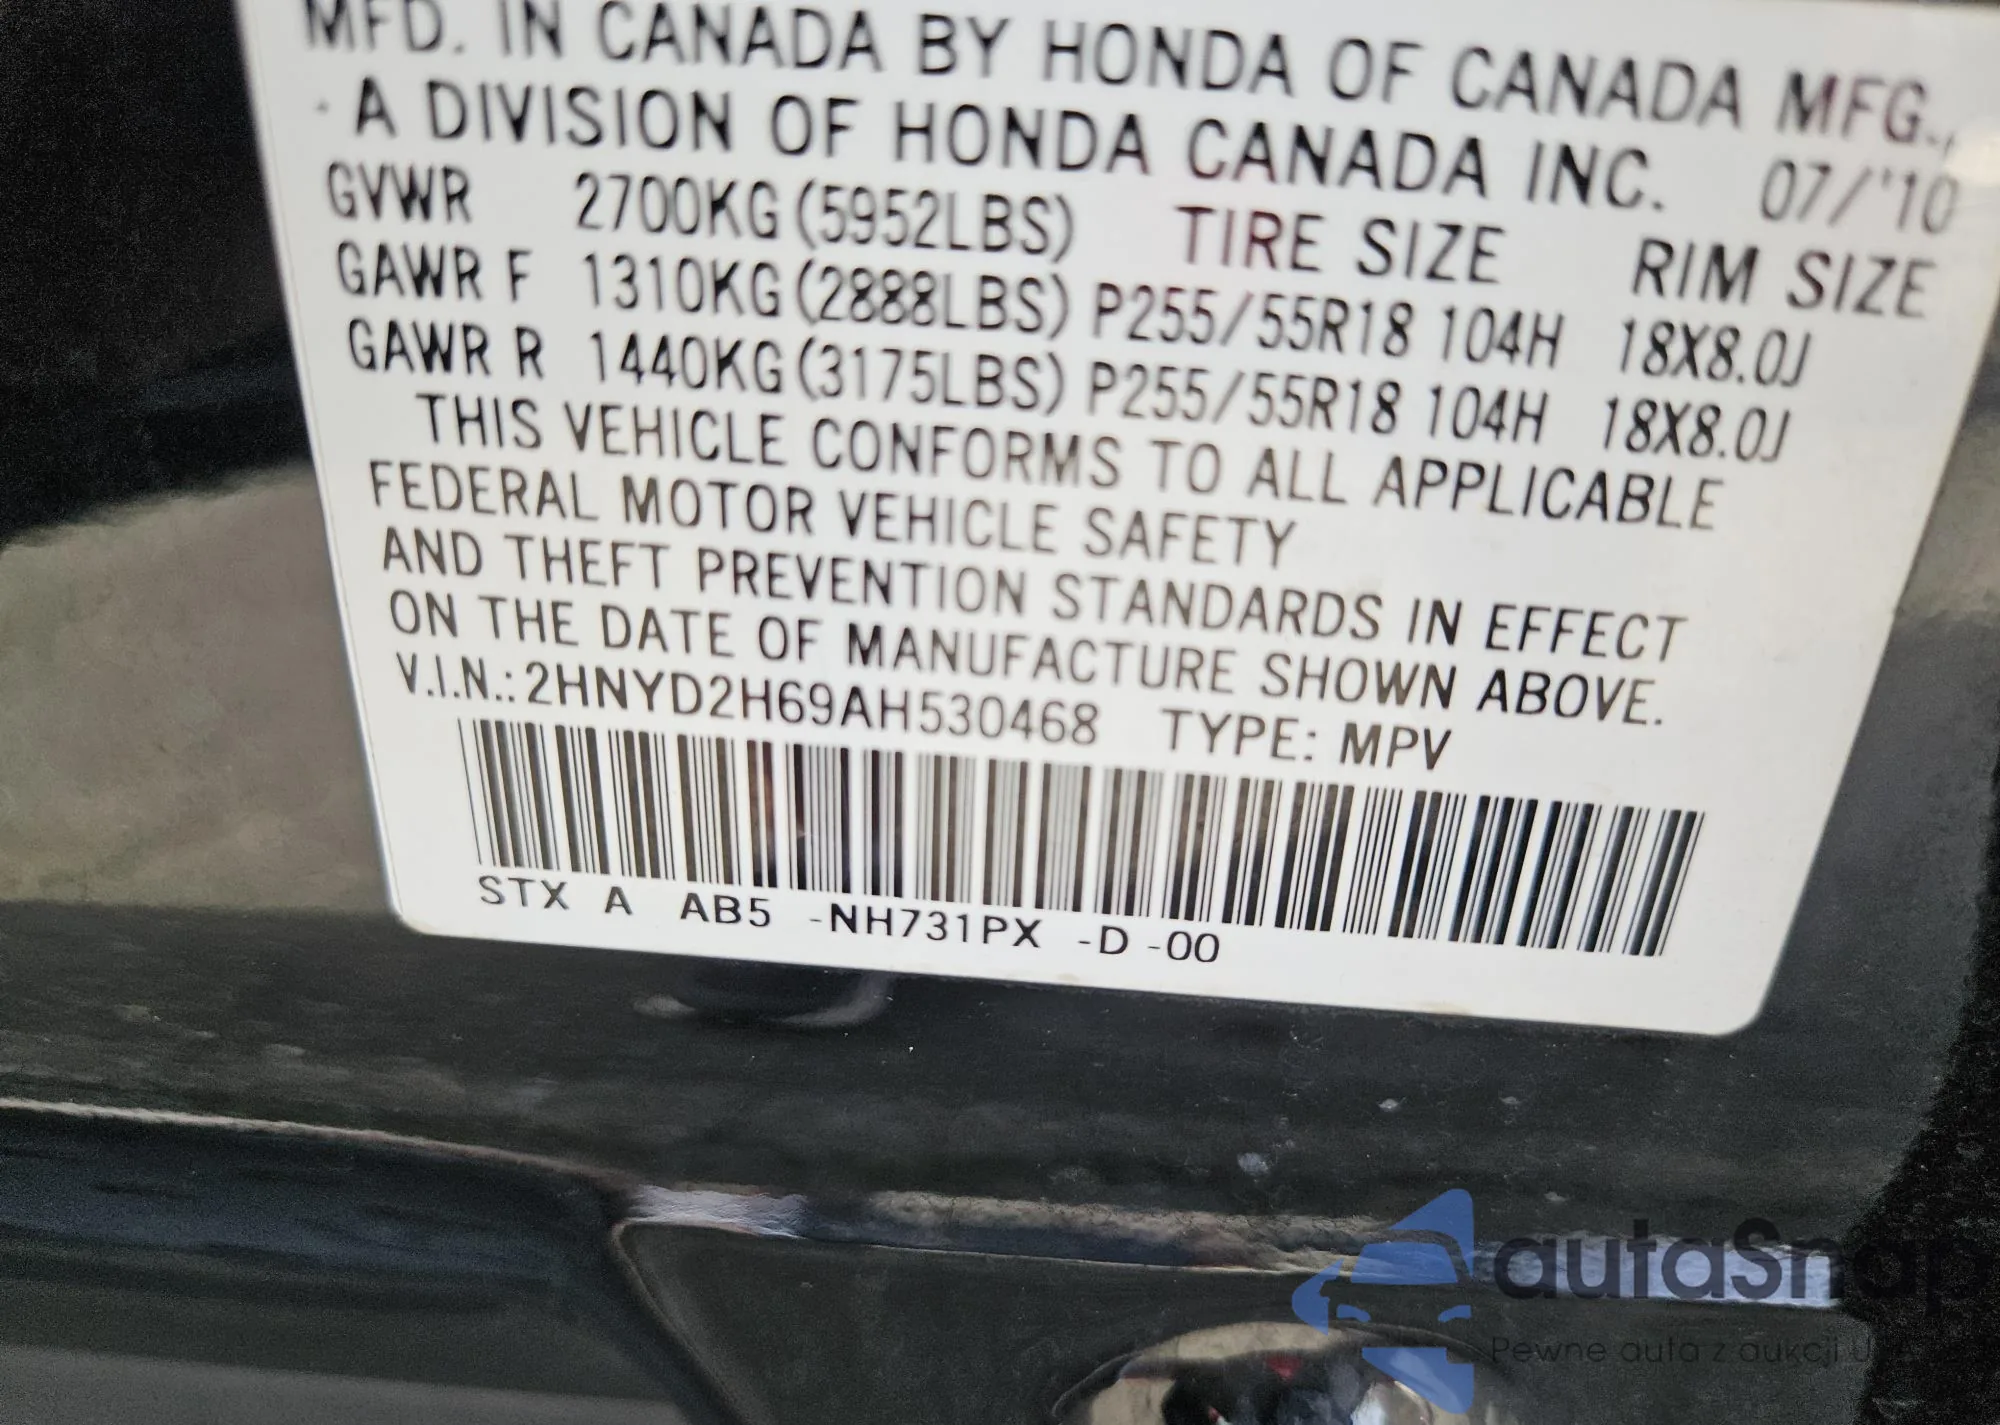 MFD. IN CANADA BY HONDA OF CANADA MFG.,
A DIVISION OF HONDA CANADA INC. 07/'10
GVWR 2700KG (5952LBS) TIRE SIZE RIM SIZE
GAWR F 1310KG (2888LBS) P255/55R18 104H 18X8.0J
GAWR R 1440KG (3175LBS) P255/55R18 104H 18X8.0J
THIS VEHICLE CONFORMS TO ALL APPLICABLE
FEDERAL MOTOR VEHICLE SAFETY
AND THEFT PREVENTION STANDARDS IN EFFECT
ON THE DATE OF MANUFACTURE SHOWN ABOVE.
V.I.N.: 2HNYD2H69AH530468 TYPE: MPV
STX A AB5 -NH731PX -D -00
autaSnap
Pewne auta z aukcji